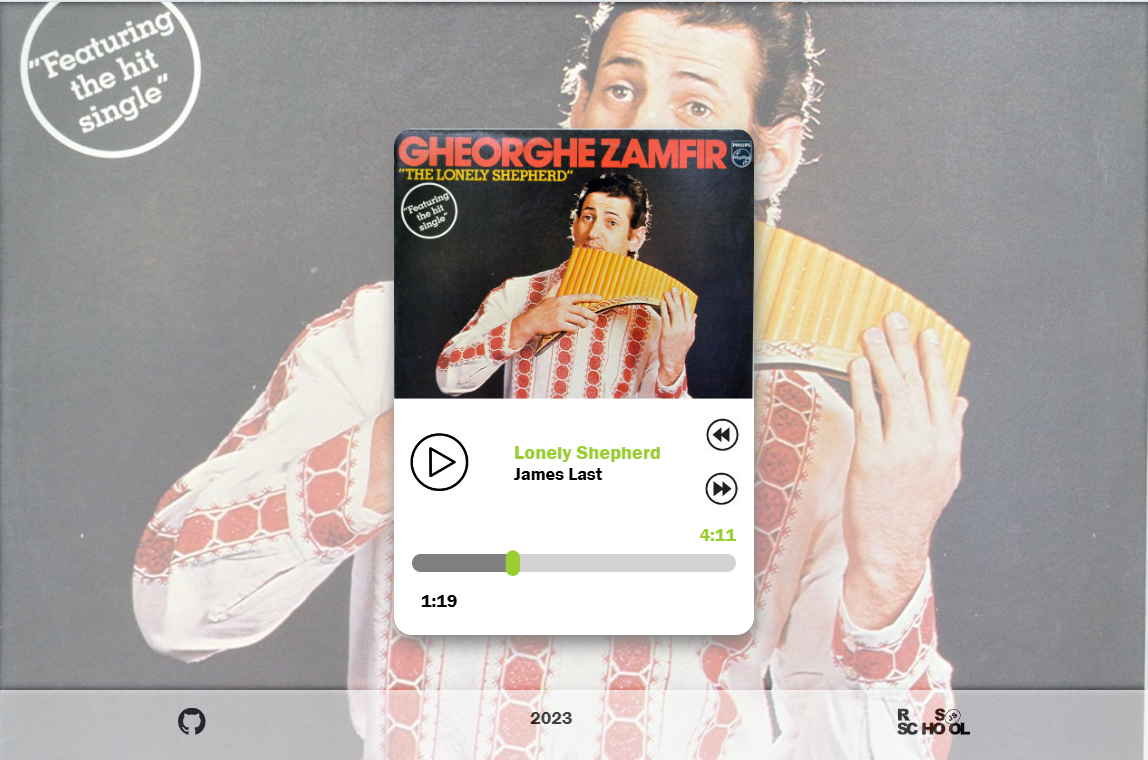 "Featuring
the hit
single"
GHEORGHE ZAMFIR
PHILIPS
"THE LONELY SHEPHERD"
"Featuring
the hit
single"
Lonely Shepherd
James Last
4:11
1:19
2023
RS
SCHOOL
JS